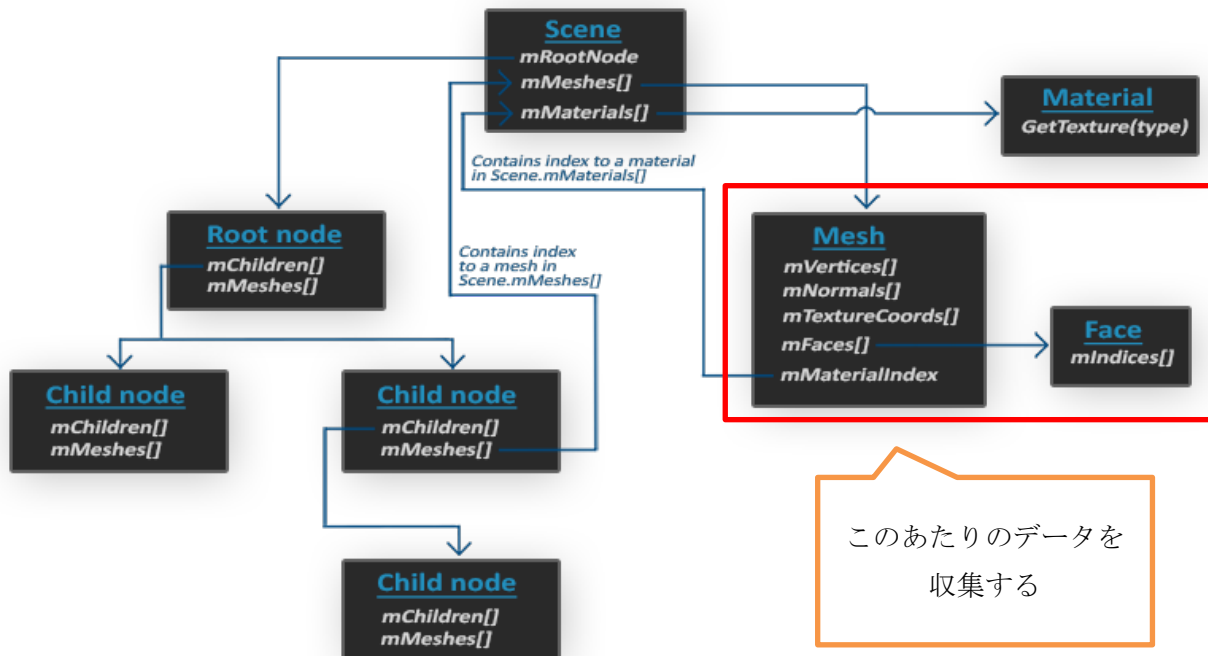 Scene
mRootNode
mMeshes[]
mMaterials[]
Material
GetTexture(type)
Contains index to a material
in Scene.mMaterials[]
Root node
mChildren[]
mMeshes[]
Contains index
to a mesh in
Scene.mMeshes[]
Mesh
mVertices[]
mNormals[]
mTextureCoords[]
mFaces[]
mMaterialIndex
Face
mIndices[]
Child node
mChildren[]
mMeshes[]
Child node
mChildren[]
mMeshes[]
Child node
mChildren[]
mMeshes[]
このあたりのデータを
収集する